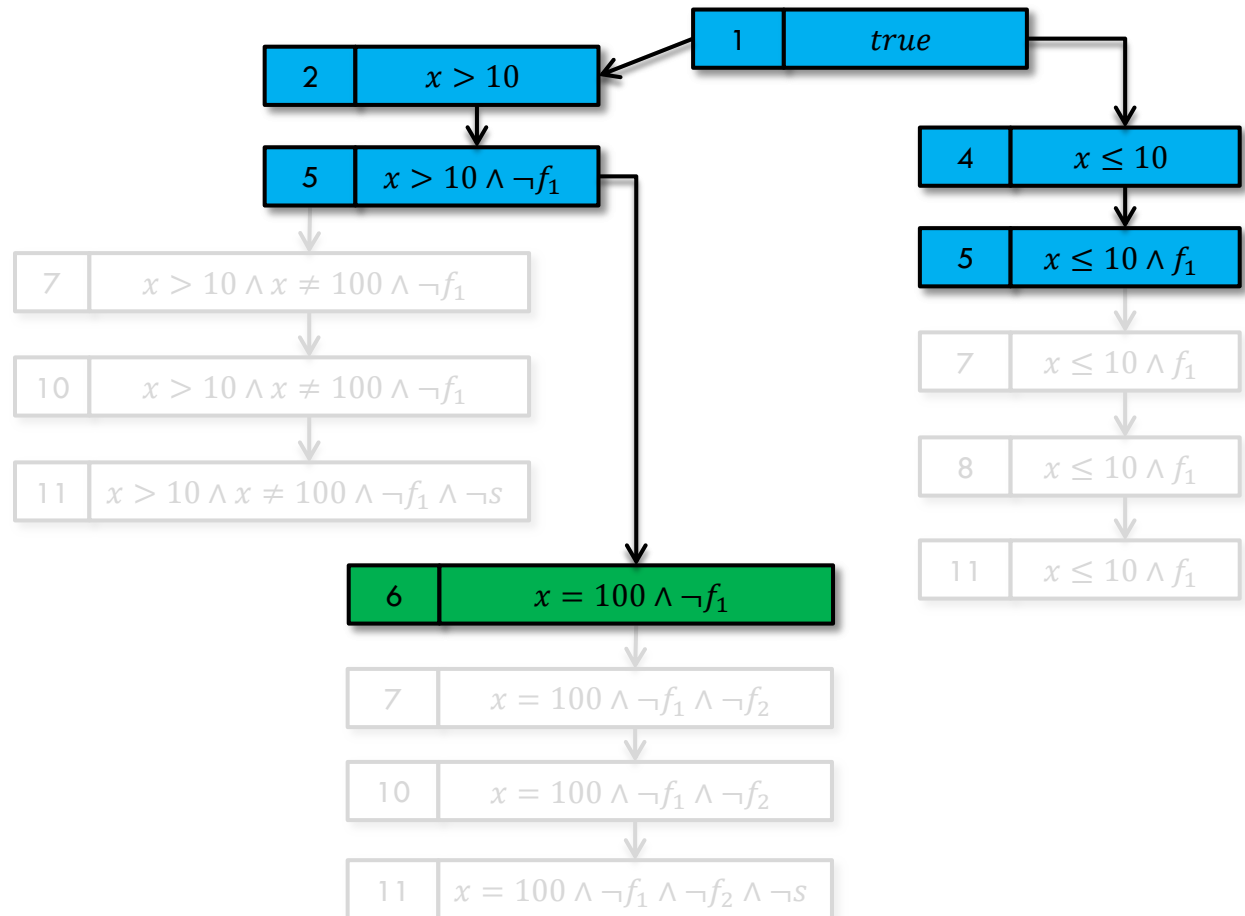 1 true
2 x > 10
4 x ≤ 10
5 x > 10 ∧ ¬f₁
5 x ≤ 10 ∧ f₁
7 x > 10 ∧ x ≠ 100 ∧ ¬f₁
7 x ≤ 10 ∧ f₁
10 x > 10 ∧ x ≠ 100 ∧ ¬f₁
8 x ≤ 10 ∧ f₁
11 x > 10 ∧ x ≠ 100 ∧ ¬f₁ ∧ ¬s
11 x ≤ 10 ∧ f₁
6 x = 100 ∧ ¬f₁
7 x = 100 ∧ ¬f₁ ∧ ¬f₂
10 x = 100 ∧ ¬f₁ ∧ ¬f₂
11 x = 100 ∧ ¬f₁ ∧ ¬f₂ ∧ ¬s